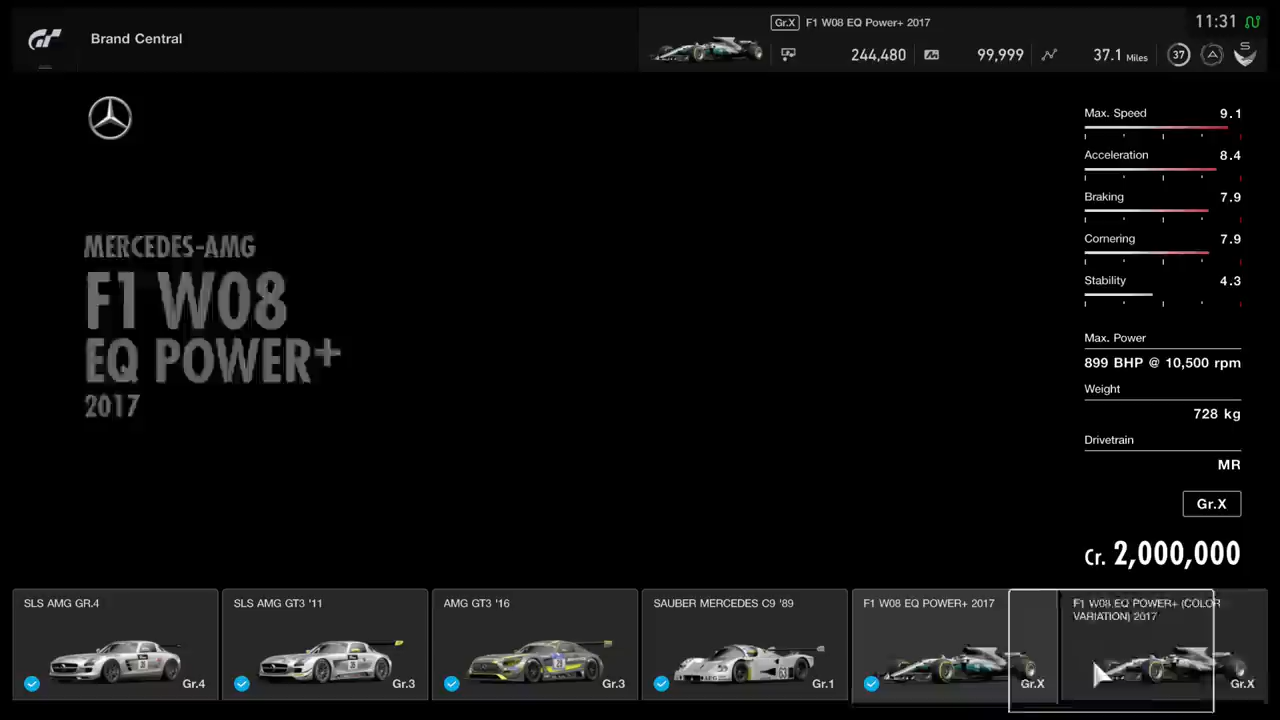 Brand Central
Gr.X F1 W08 EQ Power+ 2017
11:31
244,480
99,999
37.1 Miles
37
A
S
MERCEDES-AMG
F1 W08
EQ POWER+
2017
Max. Speed 9.1
Acceleration 8.4
Braking 7.9
Cornering 7.9
Stability 4.3
Max. Power
899 BHP @ 10,500 rpm
Weight
728 kg
Drivetrain
MR
Gr.X
Cr. 2,000,000
SLS AMG GR.4
Gr.4
SLS AMG GT3 '11
Gr.3
AMG GT3 '16
Gr.3
SAUBER MERCEDES C9 '89
Gr.1
F1 W08 EQ POWER+ 2017
Gr.X
F1 W08 EQ POWER+ (COLOR
VARIATION) 2017
Gr.X